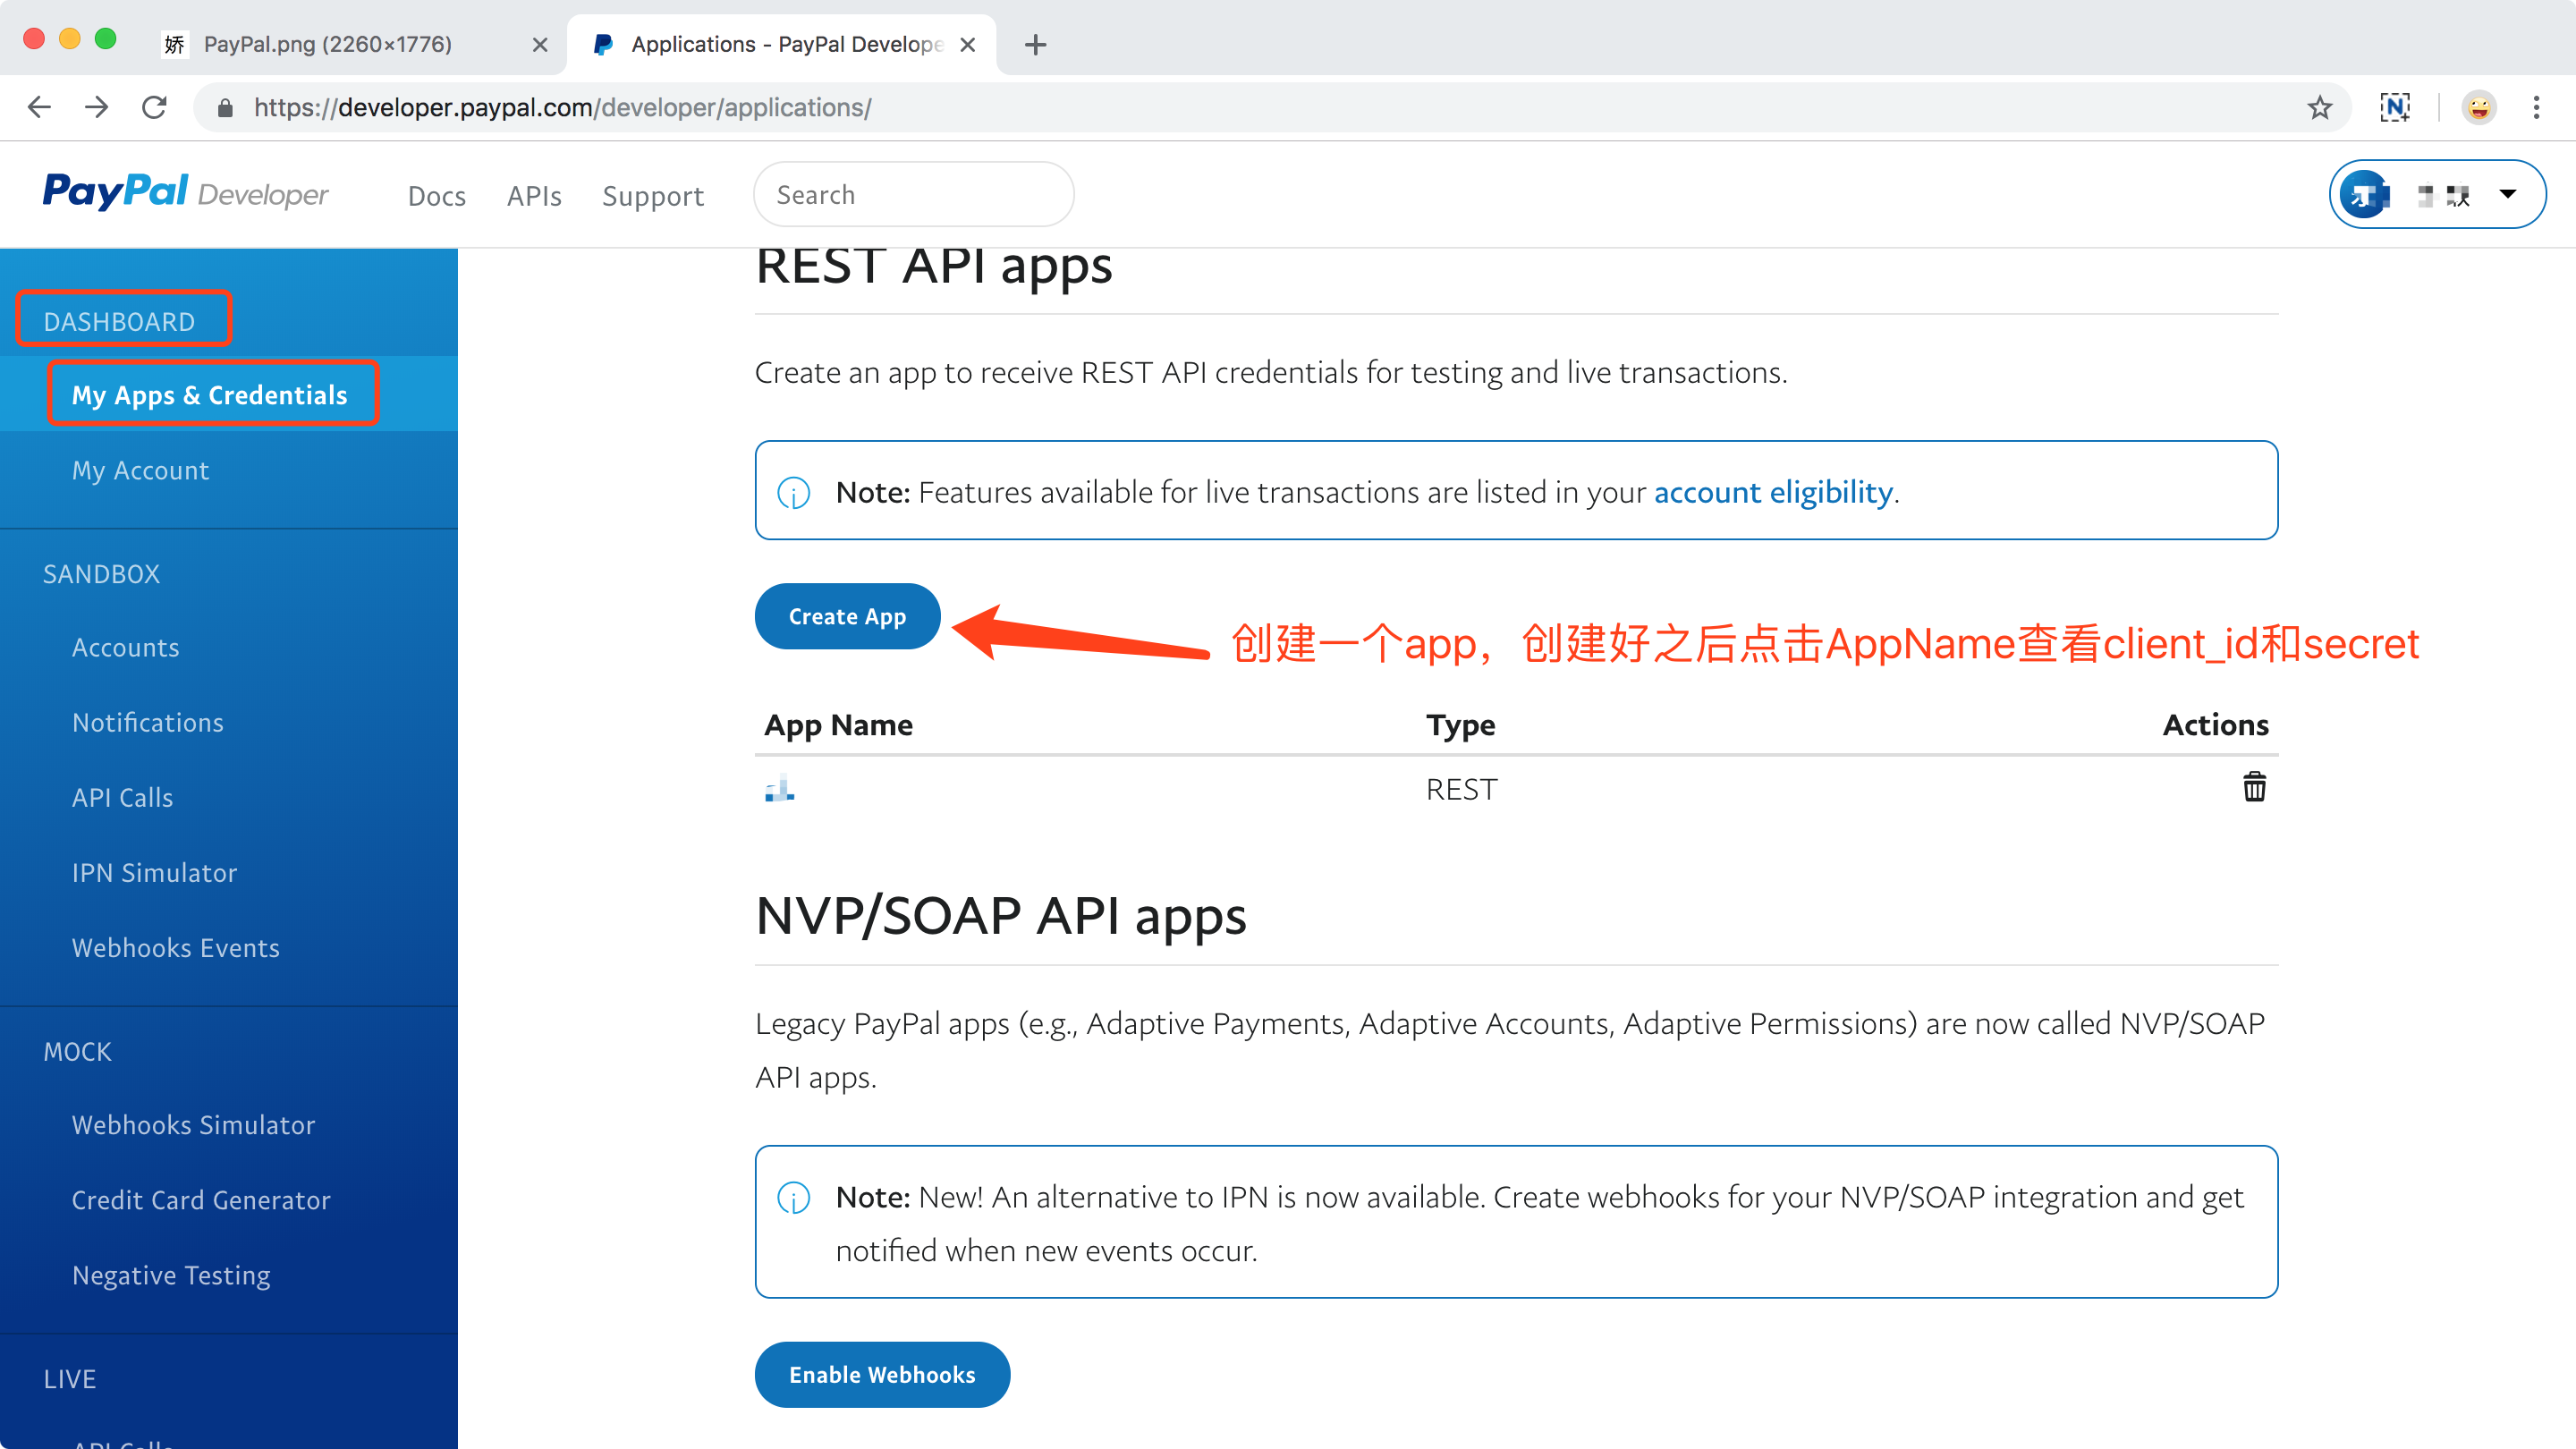 娇 PayPal.png (2260×1776)
Applications - PayPal Develope
https://developer.paypal.com/developer/applications/
PayPal Developer
Docs
APIs
Support
Search
DASHBOARD
My Apps & Credentials
My Account
SANDBOX
Accounts
Notifications
API Calls
IPN Simulator
Webhooks Events
MOCK
Webhooks Simulator
Credit Card Generator
Negative Testing
LIVE
API Calls
REST API apps
Create an app to receive REST API credentials for testing and live transactions.
Note: Features available for live transactions are listed in your account eligibility.
Create App
创建一个app，创建好之后点击AppName查看client_id和secret
App Name Type Actions
REST
NVP/SOAP API apps
Legacy PayPal apps (e.g., Adaptive Payments, Adaptive Accounts, Adaptive Permissions) are now called NVP/SOAP
API apps.
Note: New! An alternative to IPN is now available. Create webhooks for your NVP/SOAP integration and get
notified when new events occur.
Enable Webhooks